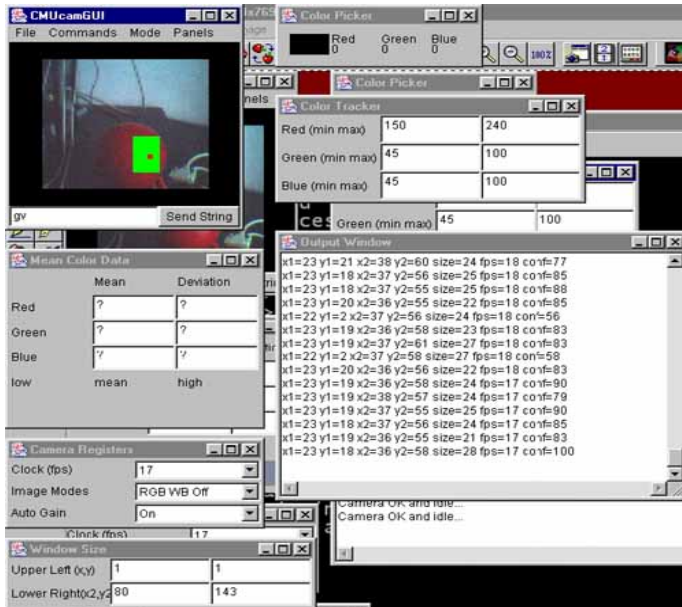 CMUcamGUI
File Commands Mode Panels
gv
Send String
Color Picker
Red Green Blue
0 0 0
Color Picker
Color Tracker
Red (min max) 150 240
Green (min max) 45 100
Blue (min max) 45 100
Green (min max) 45 100
Output Window
x1=23 y1=21 x2=38 y2=60 size=24 fps=18 conf=77
x1=23 y1=18 x2=37 y2=56 size=25 fps=18 conf=85
x1=23 y1=18 x2=37 y2=55 size=25 fps=18 conf=88
x1=23 y1=20 x2=36 y2=55 size=22 fps=18 conf=85
x1=22 y1=2 x2=37 y2=56 size=24 fps=18 conf=56
x1=23 y1=19 x2=36 y2=58 size=23 fps=18 conf=83
x1=23 y1=19 x2=37 y2=61 size=27 fps=18 conf=83
x1=22 y1=2 x2=37 y2=58 size=27 fps=18 conf=58
x1=23 y1=20 x2=36 y2=56 size=22 fps=18 conf=83
x1=23 y1=19 x2=36 y2=58 size=24 fps=17 conf=90
x1=23 y1=19 x2=38 y2=57 size=24 fps=17 conf=79
x1=23 y1=19 x2=37 y2=55 size=25 fps=17 conf=90
x1=23 y1=18 x2=37 y2=56 size=24 fps=17 conf=85
x1=23 y1=19 x2=36 y2=55 size=21 fps=17 conf=83
x1=23 y1=18 x2=36 y2=58 size=28 fps=17 conf=100
Camera OK and idle...
Camera OK and idle...
Mean Color Data
Mean Deviation
Red ? ?
Green ? ?
Blue ? ?
low mean high
Camera Registers
Clock (fps) 17
Image Modes RGB WB Off
Auto Gain On
Clock (fps) 17
Window Size
Upper Left (x,y) 1 1
Lower Right(x2,y2 80 143